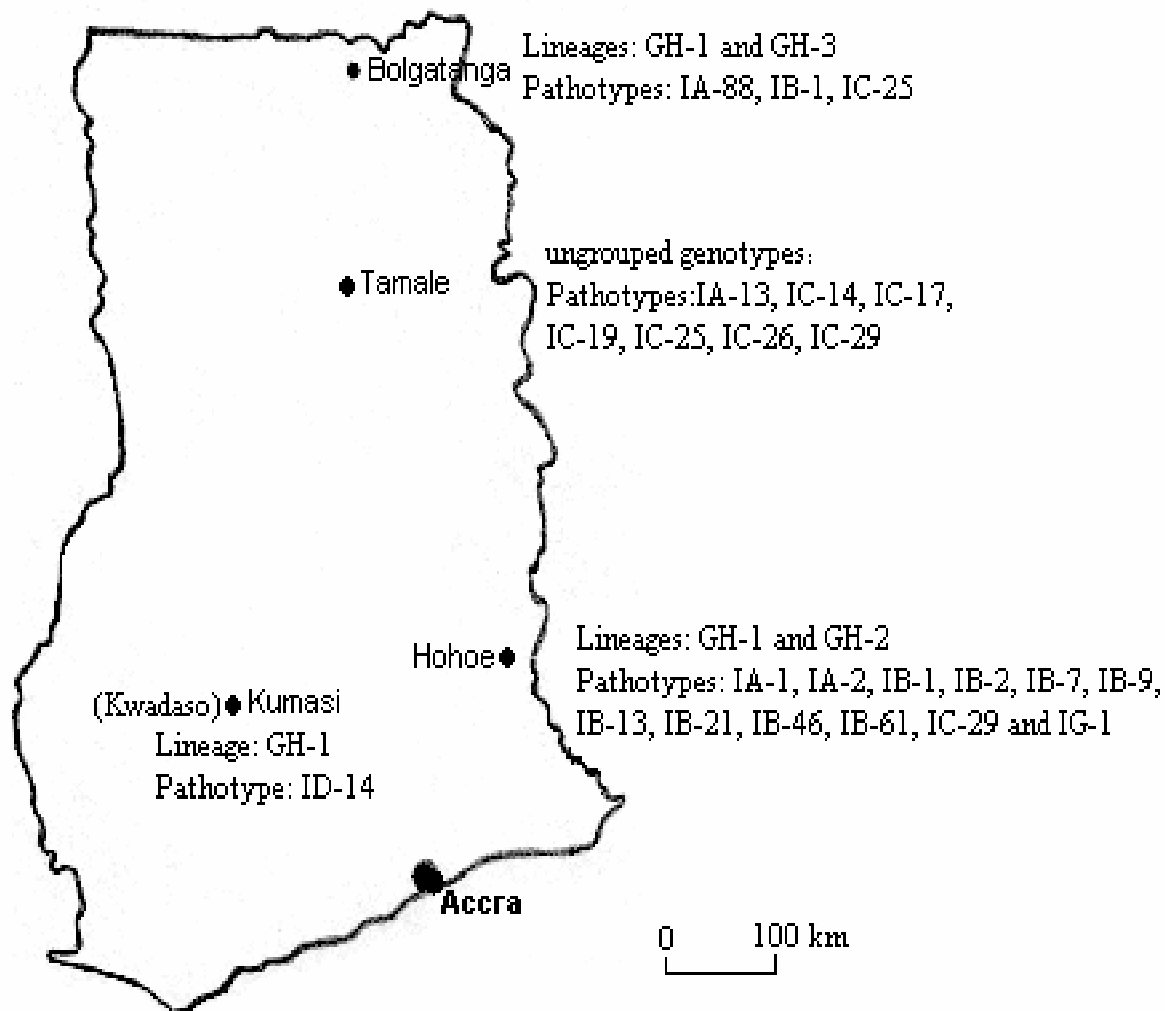 Lineages: GH-1 and GH-3
Bolgatanga
Pathotypes: IA-88, IB-1, IC-25
ungrouped genotypes:
Tamale
Pathotypes:IA-13, IC-14, IC-17,
IC-19, IC-25, IC-26, IC-29
Lineages: GH-1 and GH-2
Hohoe
Pathotypes: IA-1, IA-2, IB-1, IB-2, IB-7, IB-9,
IB-13, IB-21, IB-46, IB-61, IC-29 and IG-1
(Kwadaso) Kumasi
Lineage: GH-1
Pathotype: ID-14
Accra
0 100 km